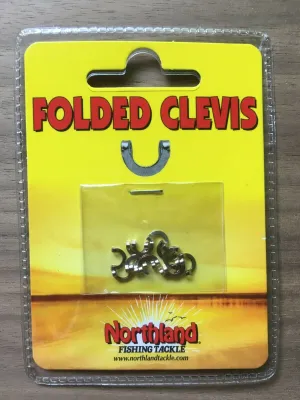 FOLDED CLEVIS
Northland
FISHING TACKLE
www.northlandtackle.com